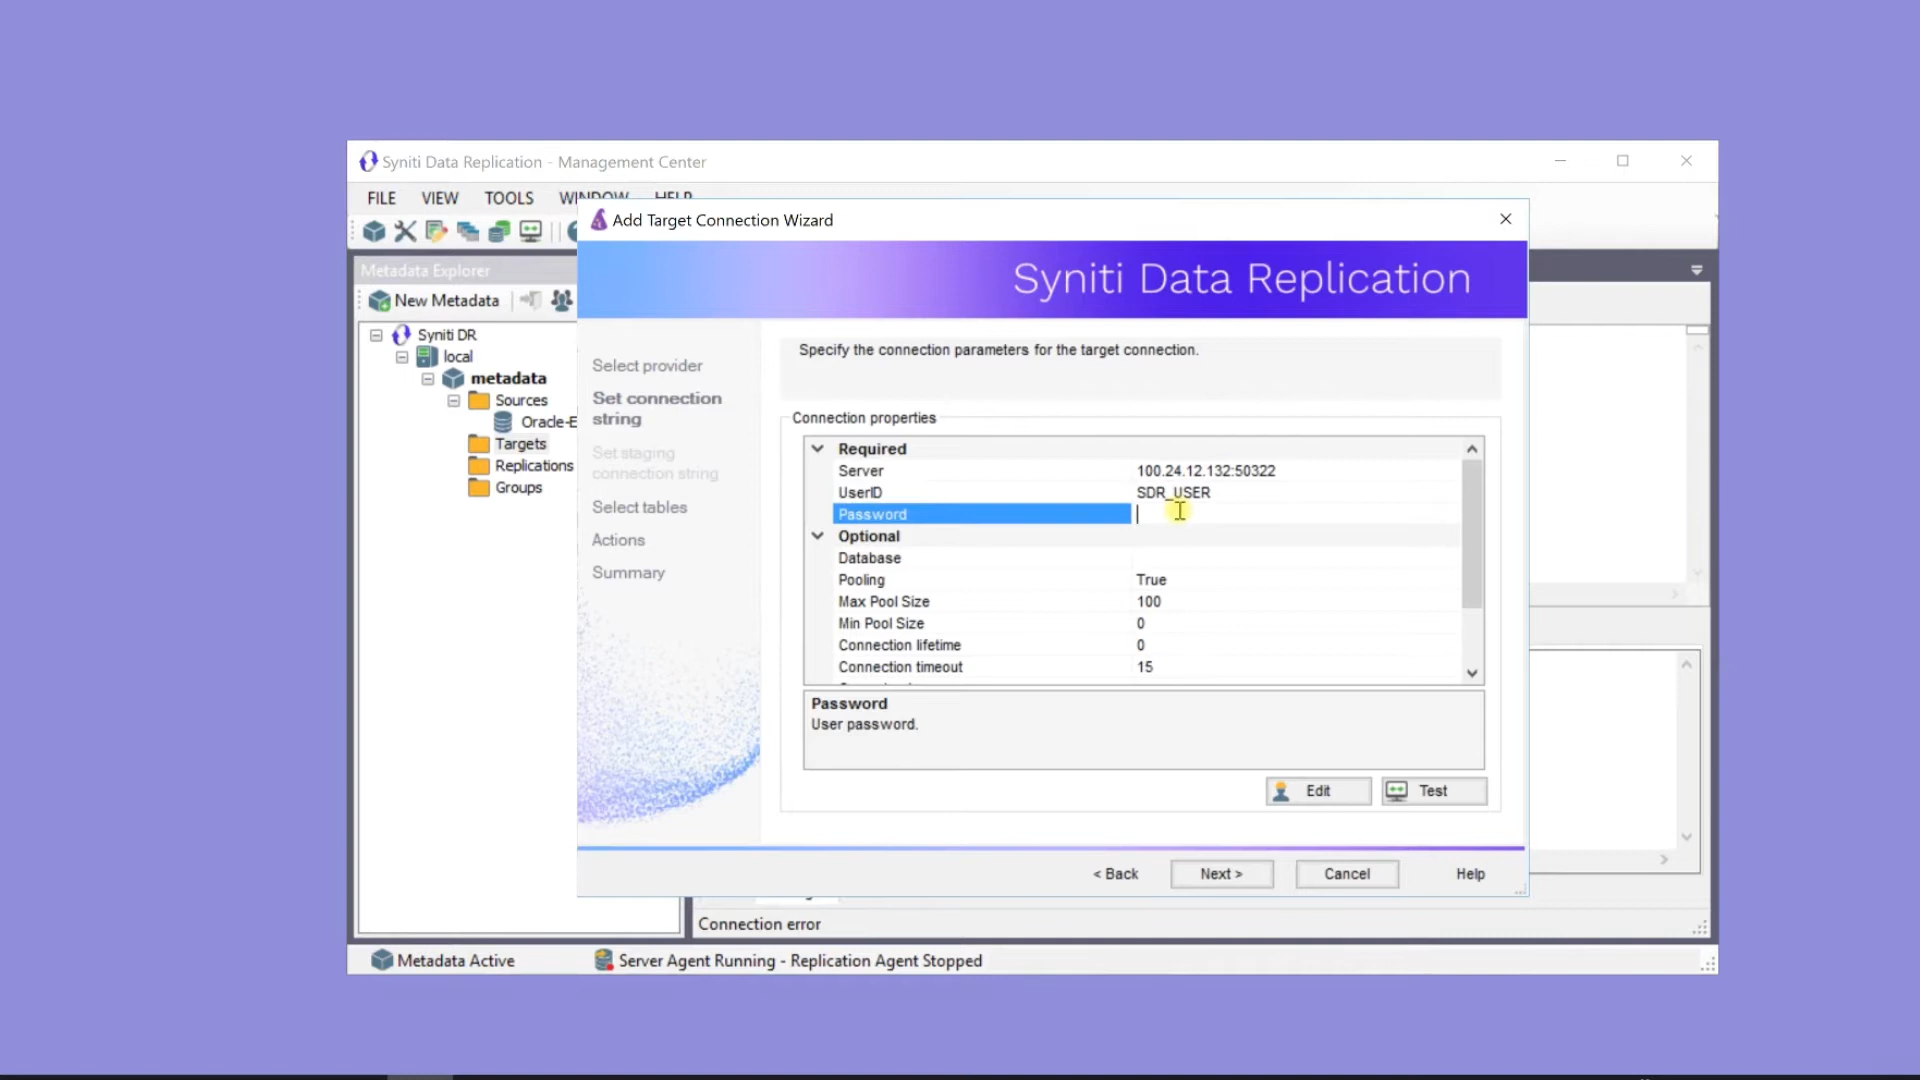 Syniti Data Replication - Management Center
FILE VIEW TOOLS WINDOW HELP
Add Target Connection Wizard
Syniti Data Replication
Metadata Explorer
New Metadata
Syniti DR
local
metadata
Sources
Oracle-E
Targets
Replications
Groups
Select provider
Set connection
string
Set staging
connection string
Select tables
Actions
Summary
Specify the connection parameters for the target connection.
Connection properties
Required
Server 100.24.12.132:50322
UserID SDR_USER
Password
Optional
Database
Pooling True
Max Pool Size 100
Min Pool Size 0
Connection lifetime 0
Connection timeout 15
Password
User password.
Edit Test
< Back Next > Cancel Help
Connection error
Metadata Active Server Agent Running - Replication Agent Stopped